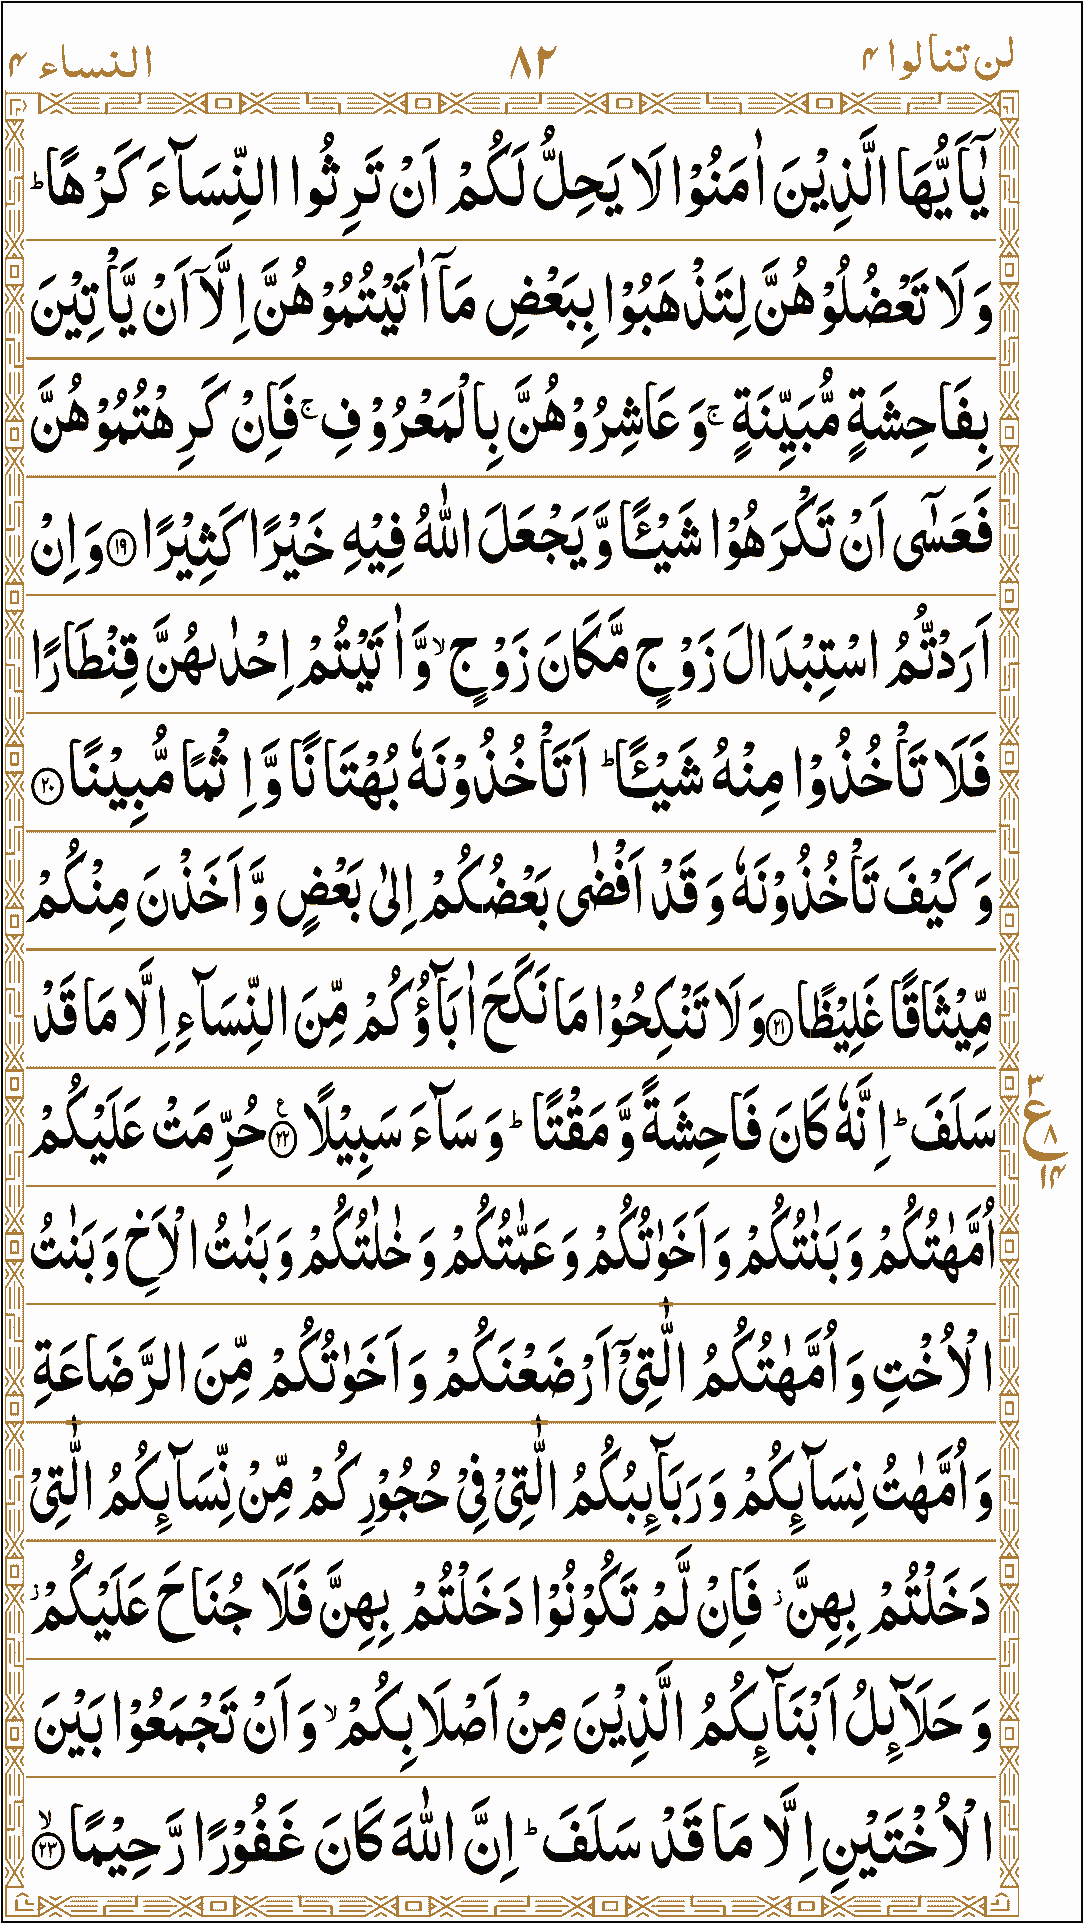 لن تنالوا ۴ ۸۲ النساء ۴
يٰۤاَيُّهَا الَّذِيْنَ اٰمَنُوْا لَا يَحِلُّ لَكُمْ اَنْ تَرِثُوا النِّسَآءَ كَرْهًا ؕ
وَ لَا تَعْضُلُوْهُنَّ لِتَذْهَبُوْا بِبَعْضِ مَاۤ اٰتَيْتُمُوْهُنَّ اِلَّاۤ اَنْ يَّاْتِيْنَ
بِفَاحِشَةٍ مُّبَيِّنَةٍ ۚ وَ عَاشِرُوْهُنَّ بِالْمَعْرُوْفِ ۚ فَاِنْ كَرِهْتُمُوْهُنَّ
فَعَسٰۤى اَنْ تَكْرَهُوْا شَيْـًٔا وَّ يَجْعَلَ اللّٰهُ فِيْهِ خَيْرًا كَثِيْرًا ۱۹ وَ اِنْ
اَرَدْتُّمُ اسْتِبْدَالَ زَوْجٍ مَّكَانَ زَوْجٍ ۙ وَّ اٰتَيْتُمْ اِحْدٰىهُنَّ قِنْطَارًا
فَلَا تَاْخُذُوْا مِنْهُ شَيْـًٔا ؕ اَتَاْخُذُوْنَهٗ بُهْتَانًا وَّ اِثْمًا مُّبِيْنًا ۲۰
وَ كَيْفَ تَاْخُذُوْنَهٗ وَ قَدْ اَفْضٰى بَعْضُكُمْ اِلٰى بَعْضٍ وَّ اَخَذْنَ مِنْكُمْ
مِّيْثَاقًا غَلِيْظًا ۲۱ وَ لَا تَنْكِحُوْا مَا نَكَحَ اٰبَآؤُكُمْ مِّنَ النِّسَآءِ اِلَّا مَا قَدْ
سَلَفَ ؕ اِنَّهٗ كَانَ فَاحِشَةً وَّ مَقْتًا ؕ وَ سَآءَ سَبِيْلًا ۲۲ ع حُرِّمَتْ عَلَيْكُمْ
۳ ع ۸ ۱۴
اُمَّهٰتُكُمْ وَ بَنٰتُكُمْ وَ اَخَوٰتُكُمْ وَ عَمّٰتُكُمْ وَ خٰلٰتُكُمْ وَ بَنٰتُ الْاَخِ وَ بَنٰتُ
الْاُخْتِ وَ اُمَّهٰتُكُمُ الّٰتِيْۤ اَرْضَعْنَكُمْ وَ اَخَوٰتُكُمْ مِّنَ الرَّضَاعَةِ
وَ اُمَّهٰتُ نِسَآىِٕكُمْ وَ رَبَآىِٕبُكُمُ الّٰتِيْ فِيْ حُجُوْرِكُمْ مِّنْ نِّسَآىِٕكُمُ الّٰتِيْ
دَخَلْتُمْ بِهِنَّ ؗ فَاِنْ لَّمْ تَكُوْنُوْا دَخَلْتُمْ بِهِنَّ فَلَا جُنَاحَ عَلَيْكُمْ ؗ
وَ حَلَآىِٕلُ اَبْنَآىِٕكُمُ الَّذِيْنَ مِنْ اَصْلَابِكُمْ ۙ وَ اَنْ تَجْمَعُوْا بَيْنَ
الْاُخْتَيْنِ اِلَّا مَا قَدْ سَلَفَ ؕ اِنَّ اللّٰهَ كَانَ غَفُوْرًا رَّحِيْمًا ۙ ۲۳